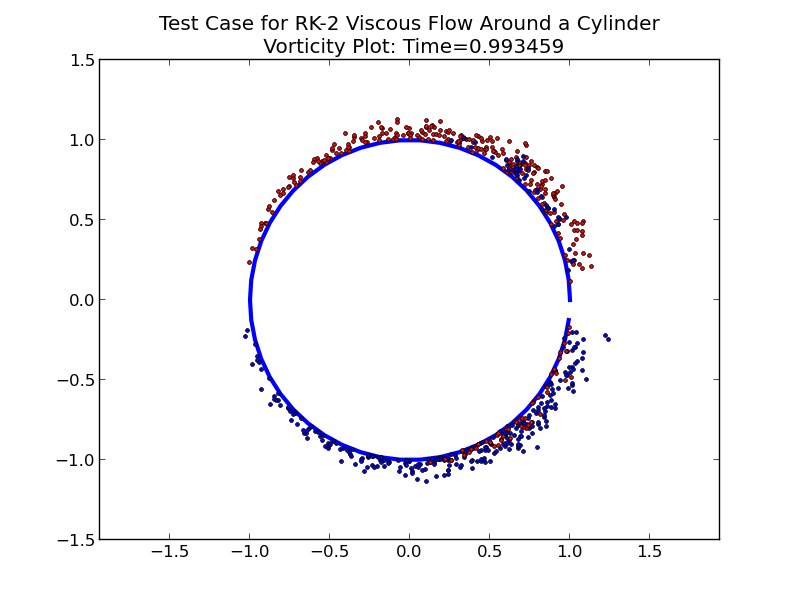 Test Case for RK-2 Viscous Flow Around a Cylinder
Vorticity Plot: Time=0.993459
1.5
1.0
0.5
0.0
−0.5
−1.0
−1.5
−1.5 −1.0 −0.5 0.0 0.5 1.0 1.5